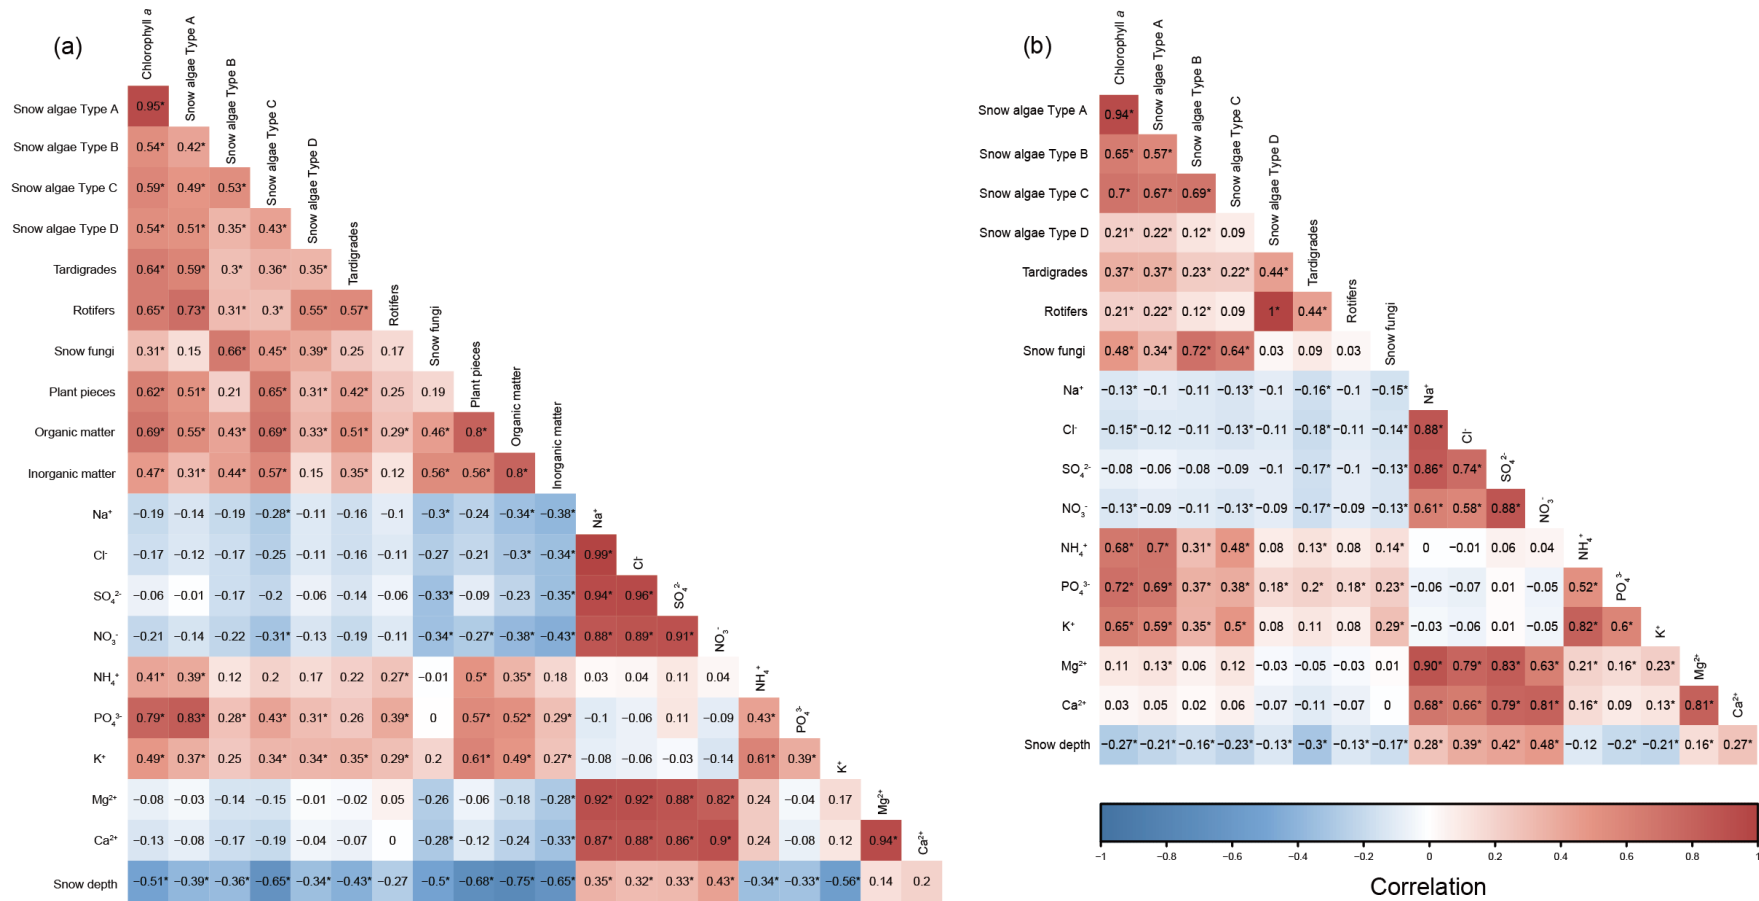 (a)
Chlorophyll a
Snow algae Type A
Snow algae Type B
Snow algae Type C
Snow algae Type D
Tardigrades
Rotifers
Snow fungi
Plant pieces
Organic matter
Inorganic matter
Na⁺
Cl⁻
SO₄²⁻
NO₃⁻
NH₄⁺
PO₄³⁻
K⁺
Mg²⁺
Ca²⁺
Snow algae Type A 0.95*
Snow algae Type B 0.54* 0.42*
Snow algae Type C 0.59* 0.49* 0.53*
Snow algae Type D 0.54* 0.51* 0.35* 0.43*
Tardigrades 0.64* 0.59* 0.3* 0.36* 0.35*
Rotifers 0.65* 0.73* 0.31* 0.3* 0.55* 0.57*
Snow fungi 0.31* 0.15 0.66* 0.45* 0.39* 0.25 0.17
Plant pieces 0.62* 0.51* 0.21 0.65* 0.31* 0.42* 0.25 0.19
Organic matter 0.69* 0.55* 0.43* 0.69* 0.33* 0.51* 0.29* 0.46* 0.8*
Inorganic matter 0.47* 0.31* 0.44* 0.57* 0.15 0.35* 0.12 0.56* 0.56* 0.8*
Na⁺ −0.19 −0.14 −0.19 −0.28* −0.11 −0.16 −0.1 −0.3* −0.24 −0.34* −0.38*
Cl⁻ −0.17 −0.12 −0.17 −0.25 −0.11 −0.16 −0.11 −0.27 −0.21 −0.3* −0.34* 0.99*
SO₄²⁻ −0.06 −0.01 −0.17 −0.2 −0.06 −0.14 −0.06 −0.33* −0.09 −0.23 −0.35* 0.94* 0.96*
NO₃⁻ −0.21 −0.14 −0.22 −0.31* −0.13 −0.19 −0.11 −0.34* −0.27* −0.38* −0.43* 0.88* 0.89* 0.91*
NH₄⁺ 0.41* 0.39* 0.12 0.2 0.17 0.22 0.27* −0.01 0.5* 0.35* 0.18 0.03 0.04 0.11 0.04
PO₄³⁻ 0.79* 0.83* 0.28* 0.43* 0.31* 0.26 0.39* 0 0.57* 0.52* 0.29* −0.1 −0.06 0.11 −0.09 0.43*
K⁺ 0.49* 0.37* 0.25 0.34* 0.34* 0.35* 0.29* 0.2 0.61* 0.49* 0.27* −0.08 −0.06 −0.03 −0.14 0.61* 0.39*
Mg²⁺ −0.08 −0.03 −0.14 −0.15 −0.01 −0.02 0.05 −0.26 −0.06 −0.18 −0.28* 0.92* 0.92* 0.88* 0.82* 0.24 −0.04 0.17
Ca²⁺ −0.13 −0.08 −0.17 −0.19 −0.04 −0.07 0 −0.28* −0.12 −0.24 −0.33* 0.87* 0.88* 0.86* 0.9* 0.24 −0.08 0.12 0.94*
Snow depth −0.51* −0.39* −0.36* −0.65* −0.34* −0.43* −0.27 −0.5* −0.68* −0.75* −0.65* 0.35* 0.32* 0.33* 0.43* −0.34* −0.33* −0.56* 0.14 0.2
(b)
Chlorophyll a
Snow algae Type A
Snow algae Type B
Snow algae Type C
Snow algae Type D
Tardigrades
Rotifers
Snow fungi
Na⁺
Cl⁻
SO₄²⁻
NO₃⁻
NH₄⁺
PO₄³⁻
K⁺
Mg²⁺
Ca²⁺
Snow algae Type A 0.94*
Snow algae Type B 0.65* 0.57*
Snow algae Type C 0.7* 0.67* 0.69*
Snow algae Type D 0.21* 0.22* 0.12* 0.09
Tardigrades 0.37* 0.37* 0.23* 0.22* 0.44*
Rotifers 0.21* 0.22* 0.12* 0.09 1* 0.44*
Snow fungi 0.48* 0.34* 0.72* 0.64* 0.03 0.09 0.03
Na⁺ −0.13* −0.1 −0.11 −0.13* −0.1 −0.16* −0.1 −0.15*
Cl⁻ −0.15* −0.12 −0.11 −0.13* −0.11 −0.18* −0.11 −0.14* 0.88*
SO₄²⁻ −0.08 −0.06 −0.08 −0.09 −0.1 −0.17* −0.1 −0.13* 0.86* 0.74*
NO₃⁻ −0.13* −0.09 −0.11 −0.13* −0.09 −0.17* −0.09 −0.13* 0.61* 0.58* 0.88*
NH₄⁺ 0.68* 0.7* 0.31* 0.48* 0.08 0.13* 0.08 0.14* 0 −0.01 0.06 0.04
PO₄³⁻ 0.72* 0.69* 0.37* 0.38* 0.18* 0.2* 0.18* 0.23* −0.06 −0.07 0.01 −0.05 0.52*
K⁺ 0.65* 0.59* 0.35* 0.5* 0.08 0.11 0.08 0.29* −0.03 −0.06 0.01 −0.05 0.82* 0.6*
Mg²⁺ 0.11 0.13* 0.06 0.12 −0.03 −0.05 −0.03 0.01 0.90* 0.79* 0.83* 0.63* 0.21* 0.16* 0.23*
Ca²⁺ 0.03 0.05 0.02 0.06 −0.07 −0.11 −0.07 0 0.68* 0.66* 0.79* 0.81* 0.16* 0.09 0.13* 0.81*
Snow depth −0.27* −0.21* −0.16* −0.23* −0.13* −0.3* −0.13* −0.17* 0.28* 0.39* 0.42* 0.48* −0.12 −0.2* −0.21* 0.16* 0.27*
−1 −0.8 −0.6 −0.4 −0.2 0 0.2 0.4 0.6 0.8 1
Correlation